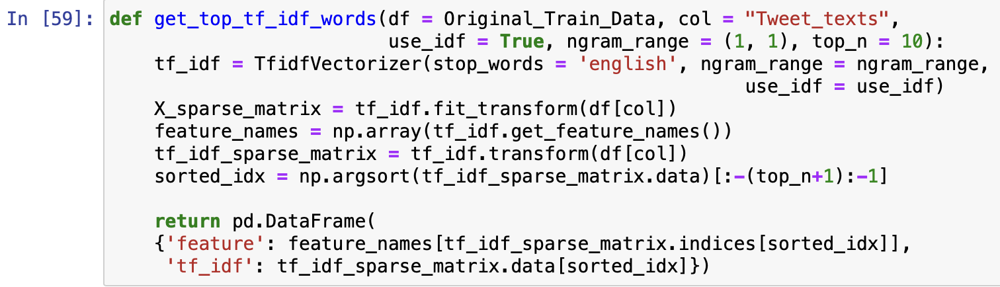 In [59]: def get_top_tf_idf_words(df = Original_Train_Data, col = "Tweet_texts",
                     use_idf = True, ngram_range = (1, 1), top_n = 10):
    tf_idf = TfidfVectorizer(stop_words = 'english', ngram_range = ngram_range,
                                                     use_idf = use_idf)
    X_sparse_matrix = tf_idf.fit_transform(df[col])
    feature_names = np.array(tf_idf.get_feature_names())
    tf_idf_sparse_matrix = tf_idf.transform(df[col])
    sorted_idx = np.argsort(tf_idf_sparse_matrix.data)[:-(top_n+1):-1]
    return pd.DataFrame(
    {'feature': feature_names[tf_idf_sparse_matrix.indices[sorted_idx]],
     'tf_idf': tf_idf_sparse_matrix.data[sorted_idx]})